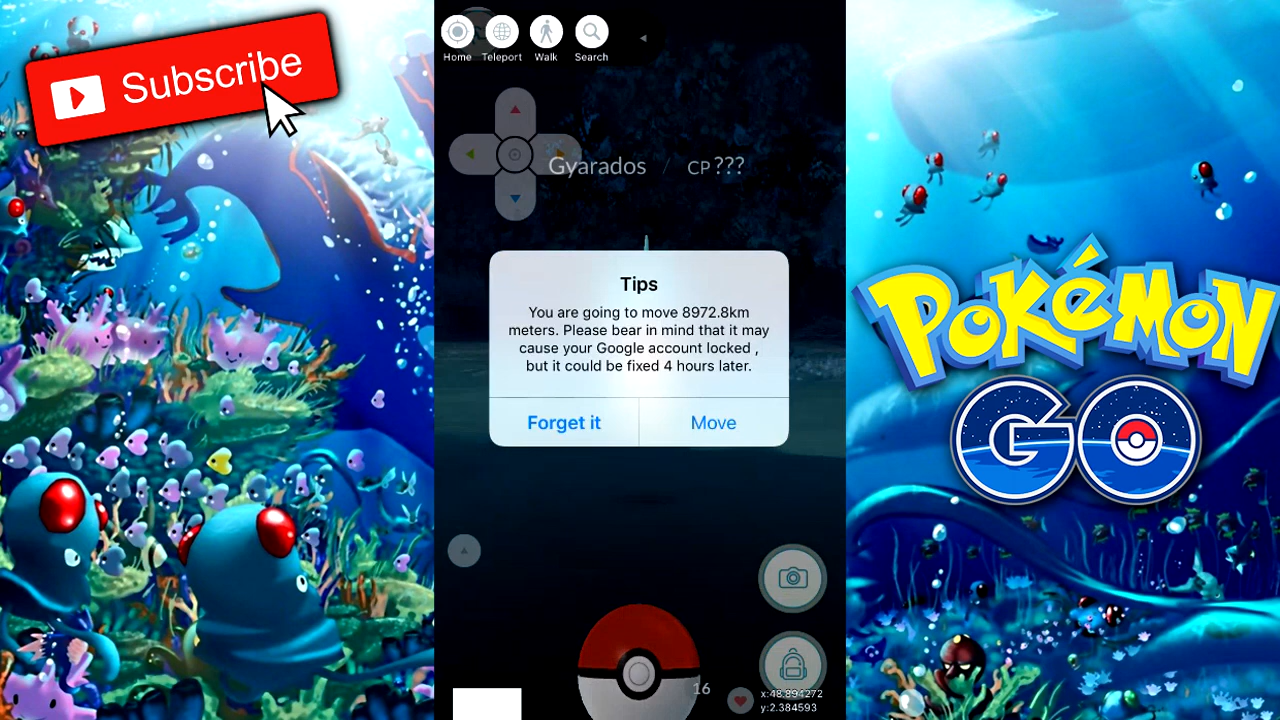 Subscribe
Home Teleport Walk Search
Gyarados / CP ???
Tips
You are going to move 8972.8km
meters. Please bear in mind that it may
cause your Google account locked ,
but it could be fixed 4 hours later.
Forget it Move
POKéMON
GO
16
x:48.894272
y:2.384593